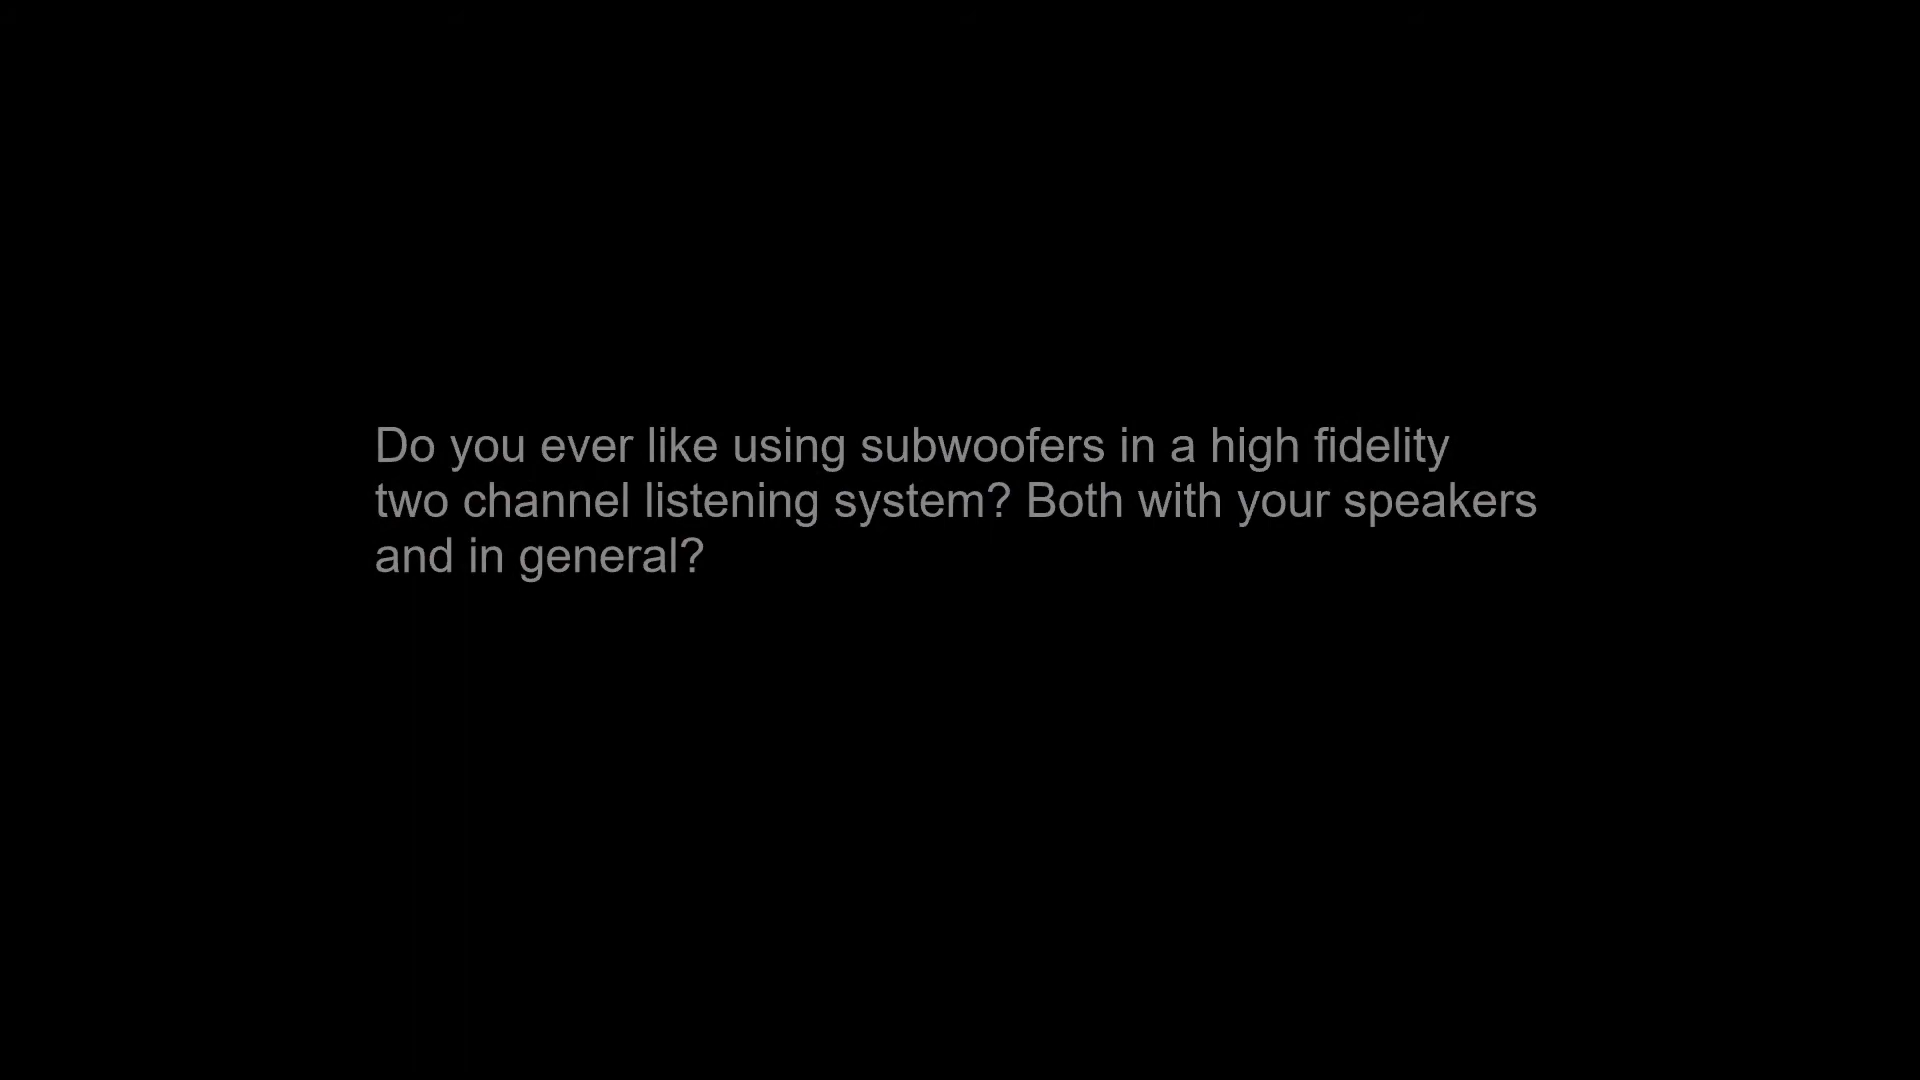 Do you ever like using subwoofers in a high fidelity
two channel listening system? Both with your speakers
and in general?